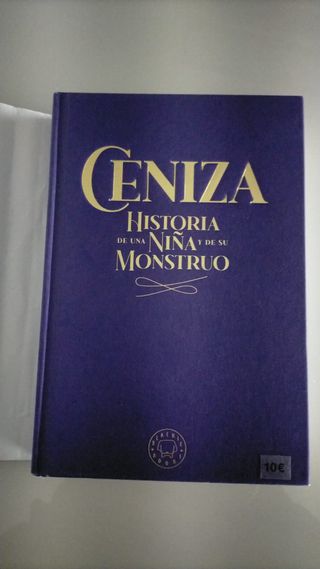 CENIZA
HISTORIA
DE UNA NIÑA Y DE SU
MONSTRUO
10€